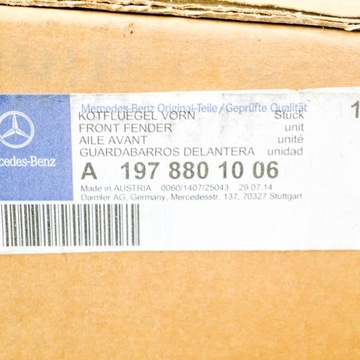 Mercedes-Benz Original-Teile / Geprüfte Qualität
KOTFLUEGEL VORN Stück
FRONT FENDER unit
AILE AVANT unité
GUARDABARROS DELANTERA unidad
A 197 880 10 06
Made in AUSTRIA 0060/1407/25043 29.07.14
Daimler AG, Germany, Mercedesstr. 137, 70327 Stuttgart
cedes-Benz
1